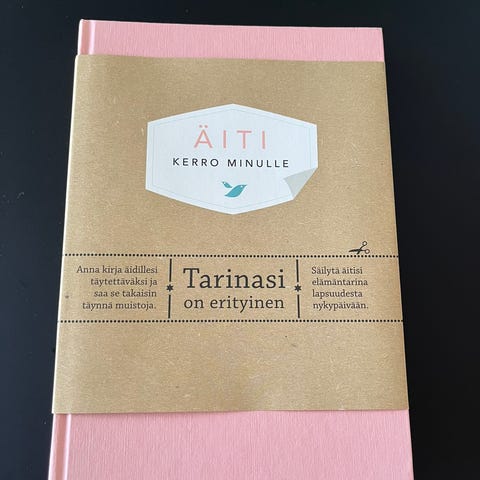 ÄITI
KERRO MINULLE
Anna kirja äidillesi
täytettäväksi ja
saa se takaisin
täynnä muistoja.
Tarinasi
on erityinen
Säilytä äitisi
elämäntarina
lapsuudesta
nykypäivään.